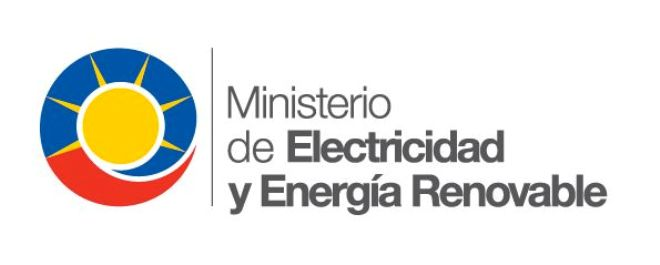 Ministerio
de Electricidad
y Energía Renovable